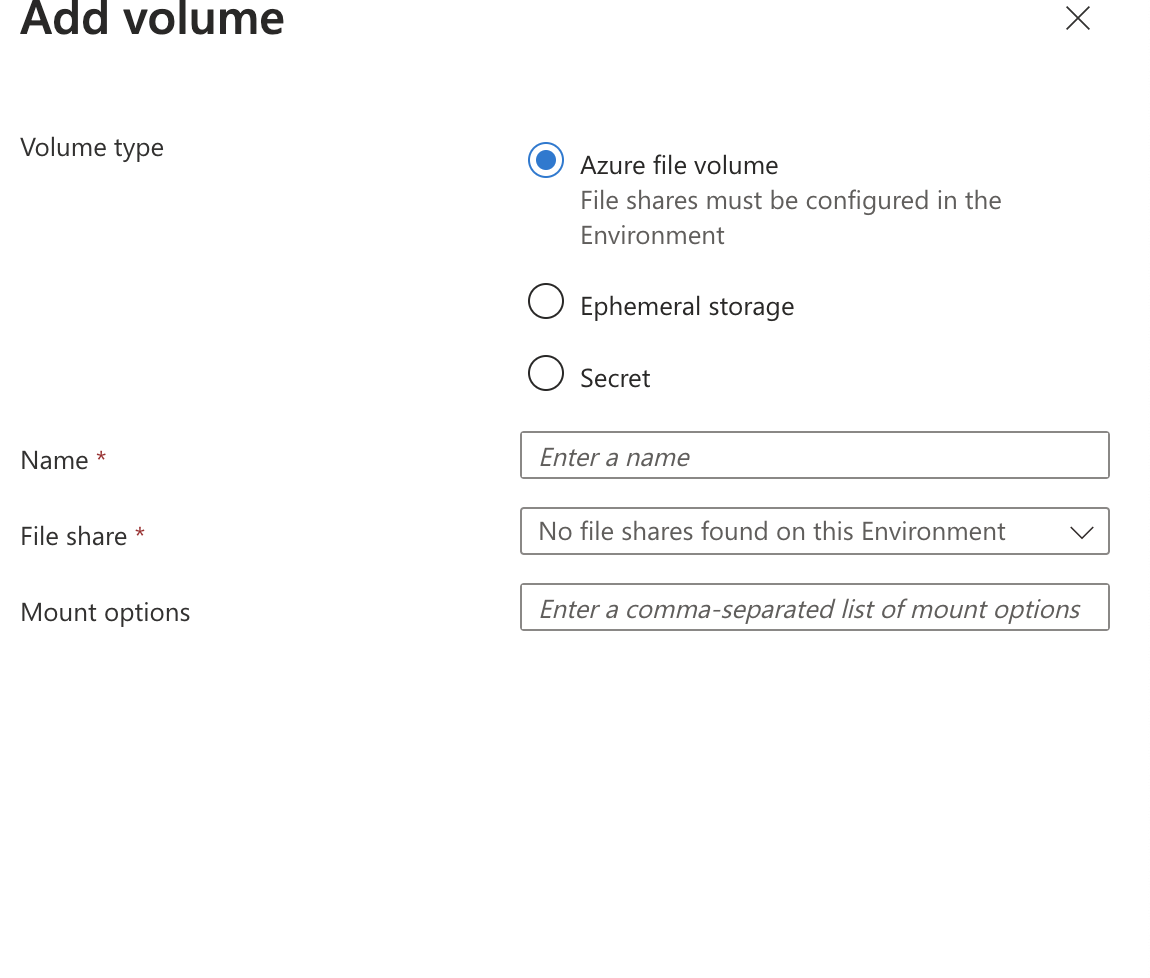 Add volume
Volume type
Azure file volume
File shares must be configured in the
Environment
Ephemeral storage
Secret
Name *
Enter a name
File share *
No file shares found on this Environment
Mount options
Enter a comma-separated list of mount options